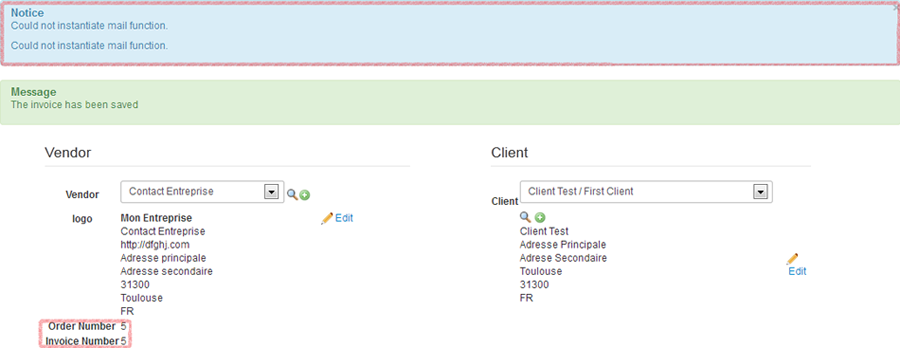 Notice
Could not instantiate mail function.
Could not instantiate mail function.
Message
The invoice has been saved
Vendor
Vendor Contact Entreprise
logo Mon Entreprise Edit
Contact Entreprise
http://dfghj.com
Adresse principale
Adresse secondaire
31300
Toulouse
FR
Order Number 5
Invoice Number 5
Client
Client Client Test / First Client
Client Test
Adresse Principale
Adrese Secondaire
Toulouse
31300
FR
Edit